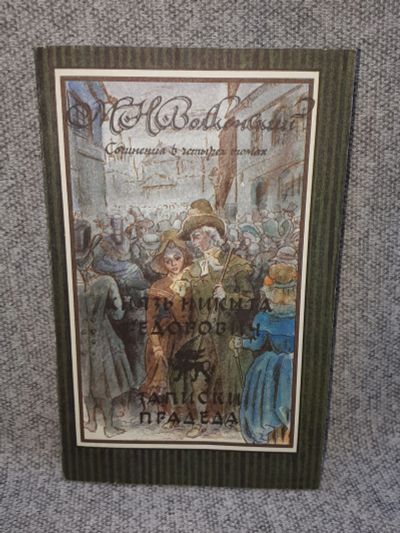 М.Н.Волконский
Сочинения в четырех томах
КНЯЗЬ НИКИТА
ФЕДОРОВИЧ
ЗАПИСКИ
ПРАДЕДА